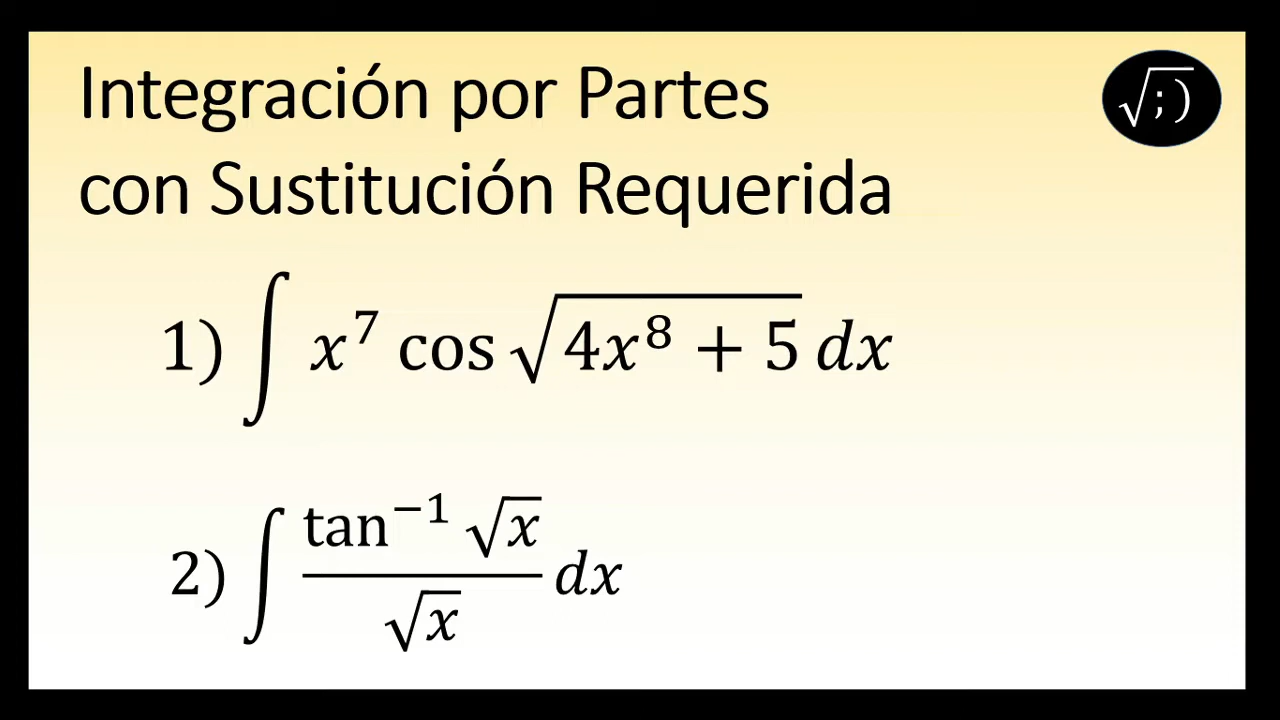 Integración por Partes
con Sustitución Requerida
√;)
1) ∫ x⁷ cos √(4x⁸ + 5) dx
2) ∫ (tan⁻¹ √x)/(√x) dx